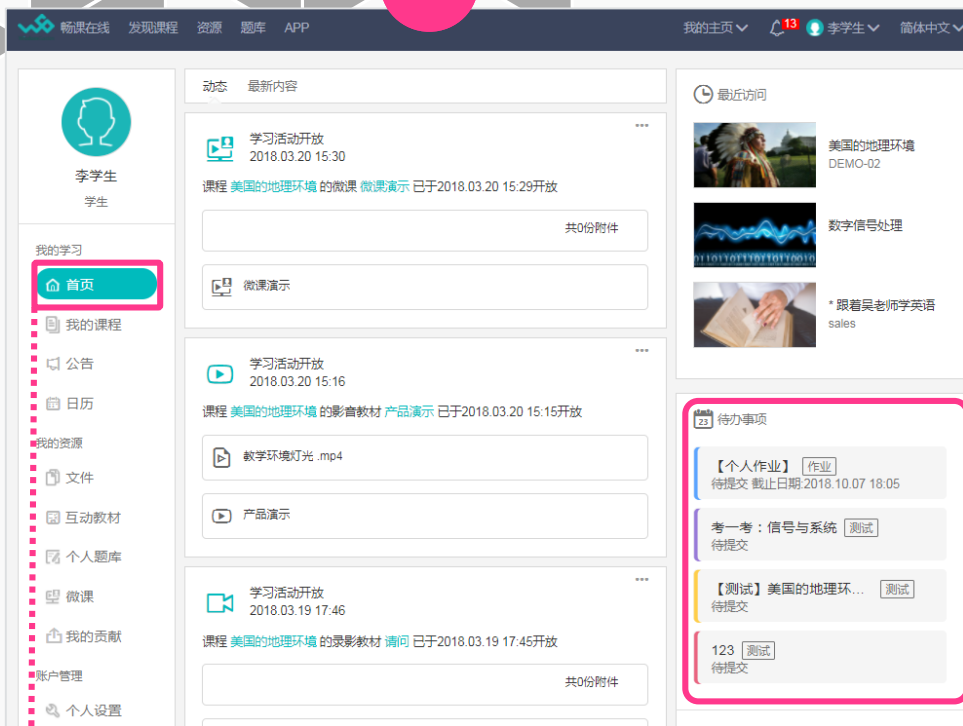 畅课在线 发现课程 资源 题库 APP 我的主页 13 李学生 简体中文
李学生
学生
我的学习
首页
我的课程
公告
日历
我的资源
文件
互动教材
个人题库
微课
我的贡献
账户管理
个人设置
动态 最新内容
学习活动开放
2018.03.20 15:30
课程 美国的地理环境 的微课 微课演示 已于2018.03.20 15:29开放
共0份附件
微课演示
学习活动开放
2018.03.20 15:16
课程 美国的地理环境 的影音教材 产品演示 已于2018.03.20 15:15开放
教学环境灯光 .mp4
产品演示
学习活动开放
2018.03.19 17:46
课程 美国的地理环境 的录影教材 请问 已于2018.03.19 17:45开放
共0份附件
最近访问
美国的地理环境
DEMO-02
数字信号处理
* 跟着吴老师学英语
sales
23 待办事项
【个人作业】 作业
待提交 截止日期:2018.10.07 18:05
考一考：信号与系统 测试
待提交
【测试】美国的地理环... 测试
待提交
123 测试
待提交